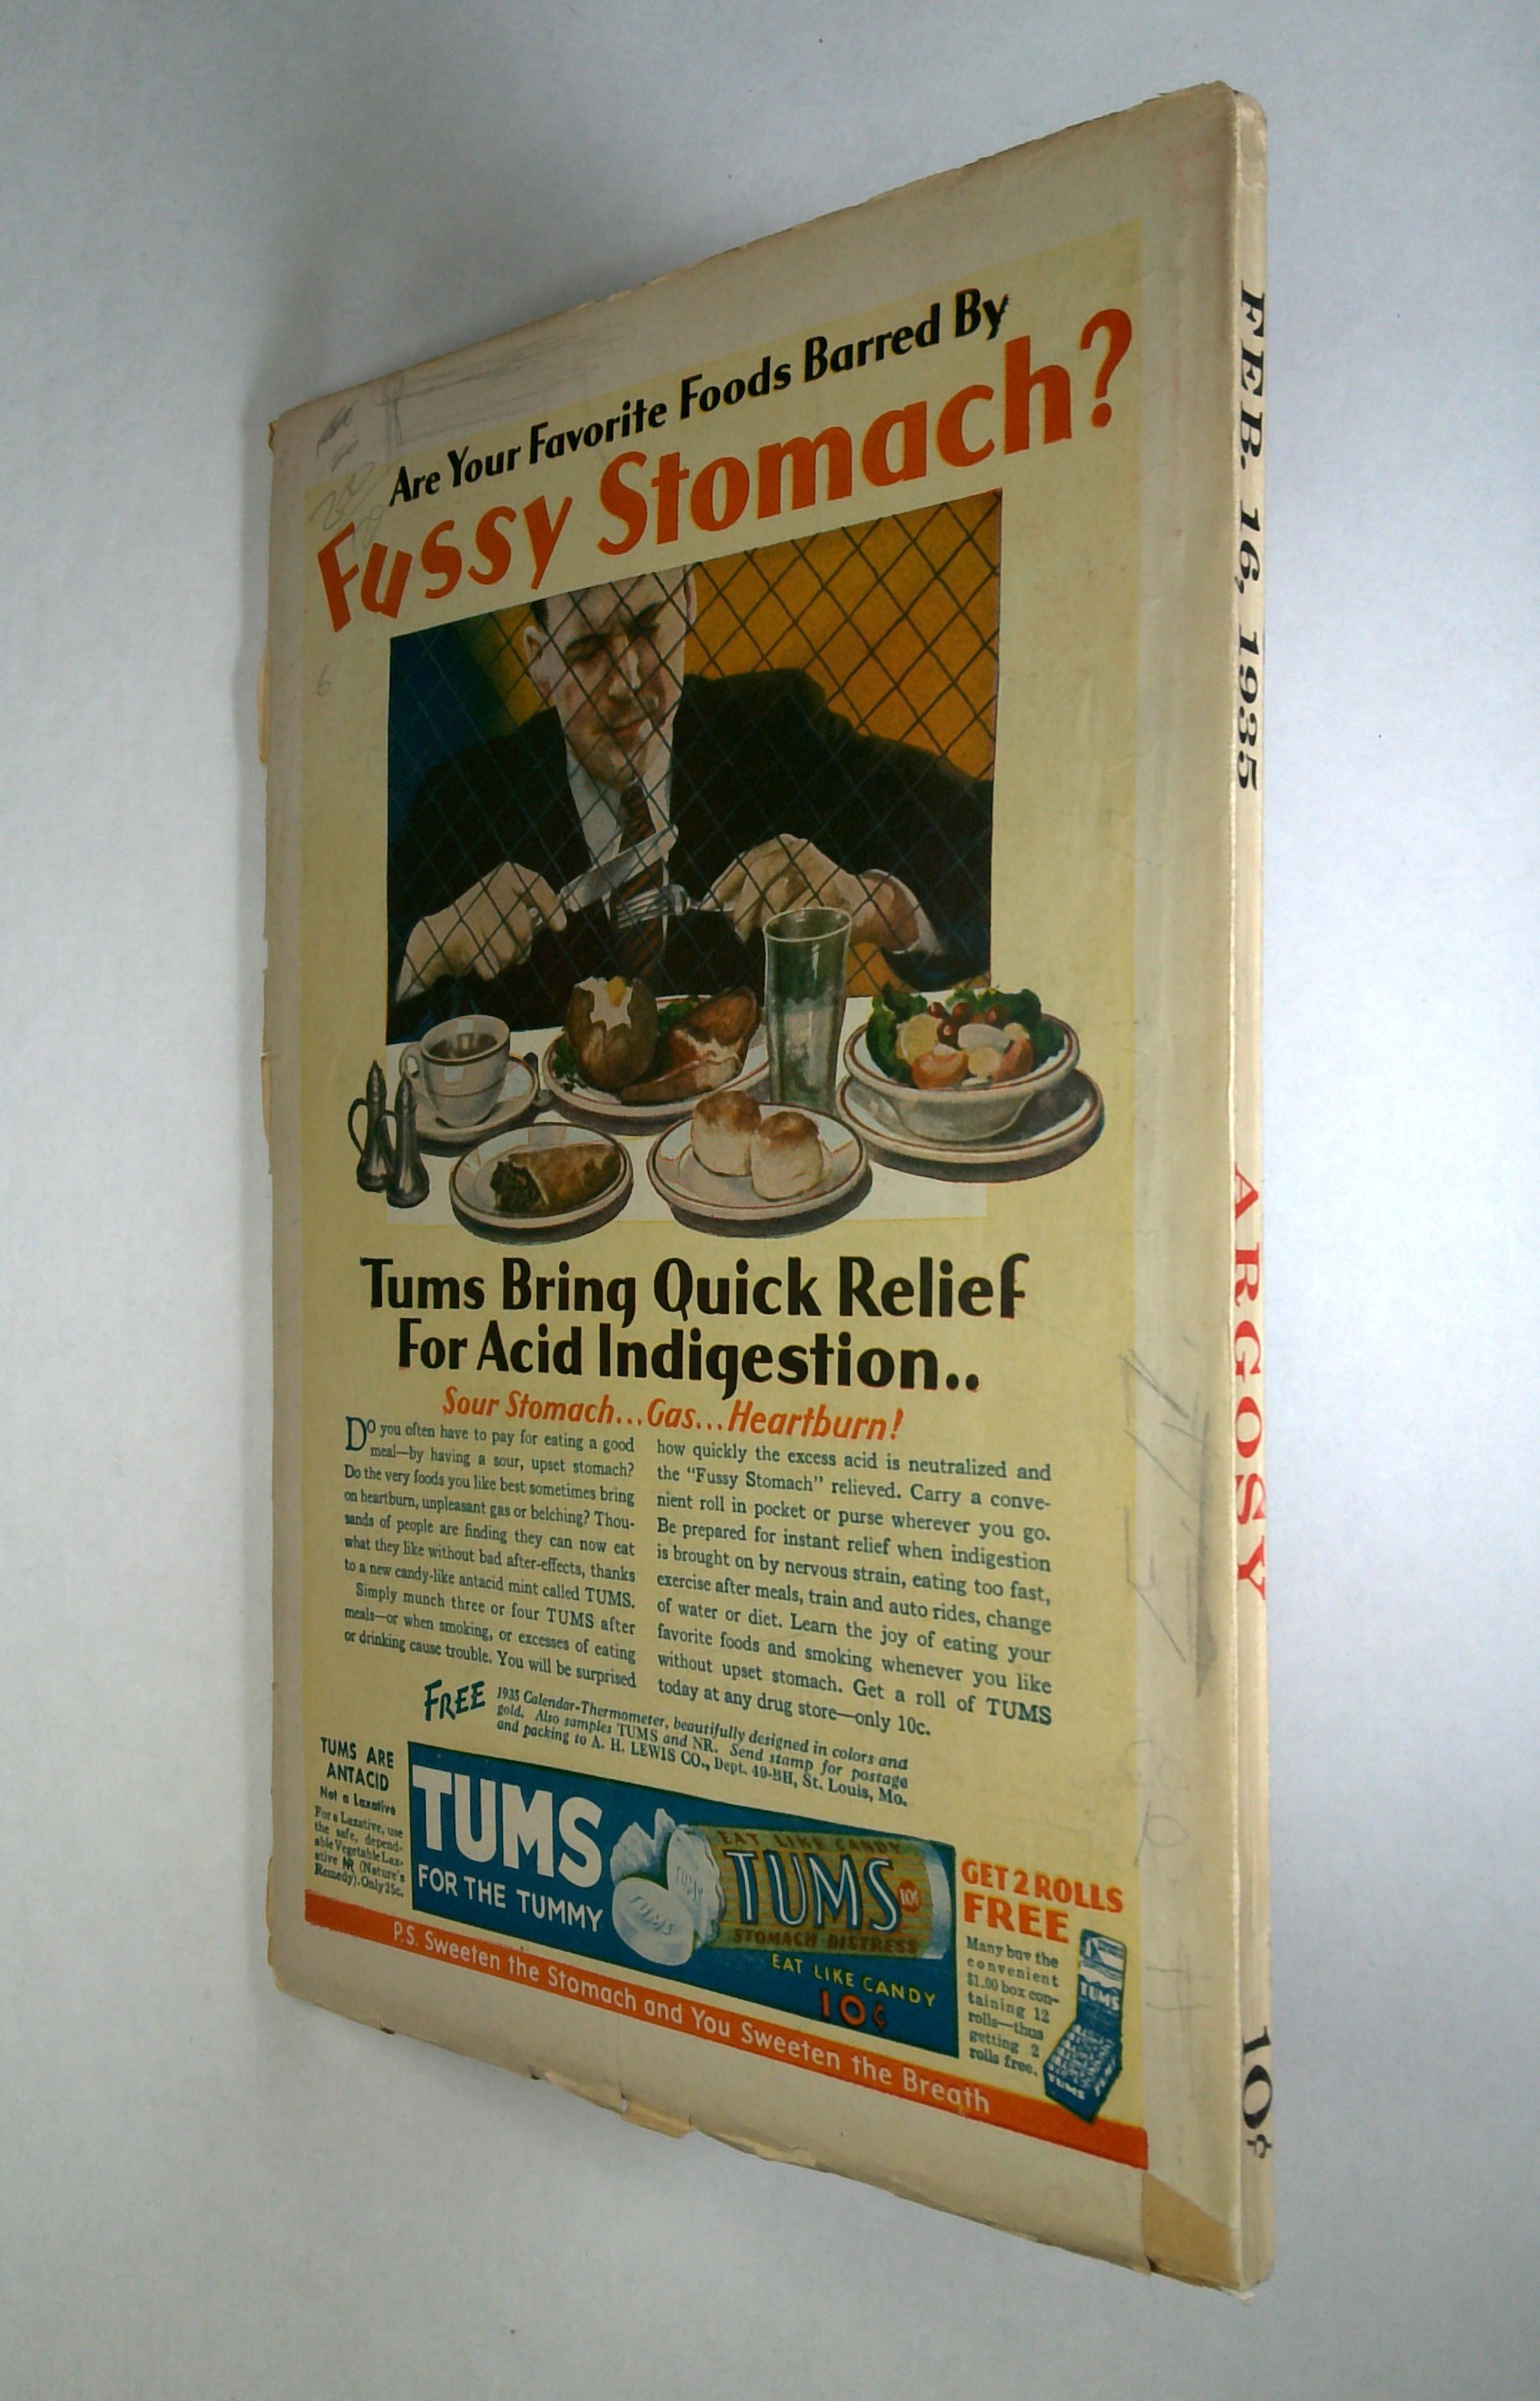 Are Your Favorite Foods Barred By
Fussy Stomach?
Tums Bring Quick Relief
For Acid Indigestion..
Sour Stomach...Gas...Heartburn!
Do you often have to pay for eating a good
meal—by having a sour, upset stomach?
Do the very foods you like best sometimes bring
on heartburn, unpleasant gas or belching? Thou-
sands of people are finding they can now eat
what they like without bad after-effects, thanks
to a new candy-like antacid mint called TUMS.
Simply munch three or four TUMS after
meals—or when smoking, or excesses of eating
or drinking cause trouble. You will be surprised
how quickly the excess acid is neutralized and
the "Fussy Stomach" relieved. Carry a conve-
nient roll in pocket or purse wherever you go.
Be prepared for instant relief when indigestion
is brought on by nervous strain, eating too fast,
exercise after meals, train and auto rides, change
of water or diet. Learn the joy of eating your
favorite foods and smoking whenever you like
without upset stomach. Get a roll of TUMS
today at any drug store—only 10c.
FREE 1935 Calendar-Thermometer, beautifully designed in colors and
gold. Also samples TUMS and NR. Send stamp for postage
and packing to A. H. LEWIS CO., Dept. 49-BH, St. Louis, Mo.
TUMS ARE
ANTACID
Not a Laxative
For a Laxative, use
the safe, depend-
able Vegetable Lax-
ative NR (Nature's
Remedy). Only 25c.
TUMS
FOR THE TUMMY
TUMS
TUMS
EAT LIKE CANDY
TUMS
10¢
STOMACH DISTRESS
EAT LIKE CANDY
10¢
GET 2 ROLLS
FREE
Many buy the
convenient
$1.00 box con-
taining 12
rolls—thus
getting 2
rolls free.
TUMS
TUMS
P.S. Sweeten the Stomach and You Sweeten the Breath
FEB. 16, 1935
ARGOSY
10¢
6